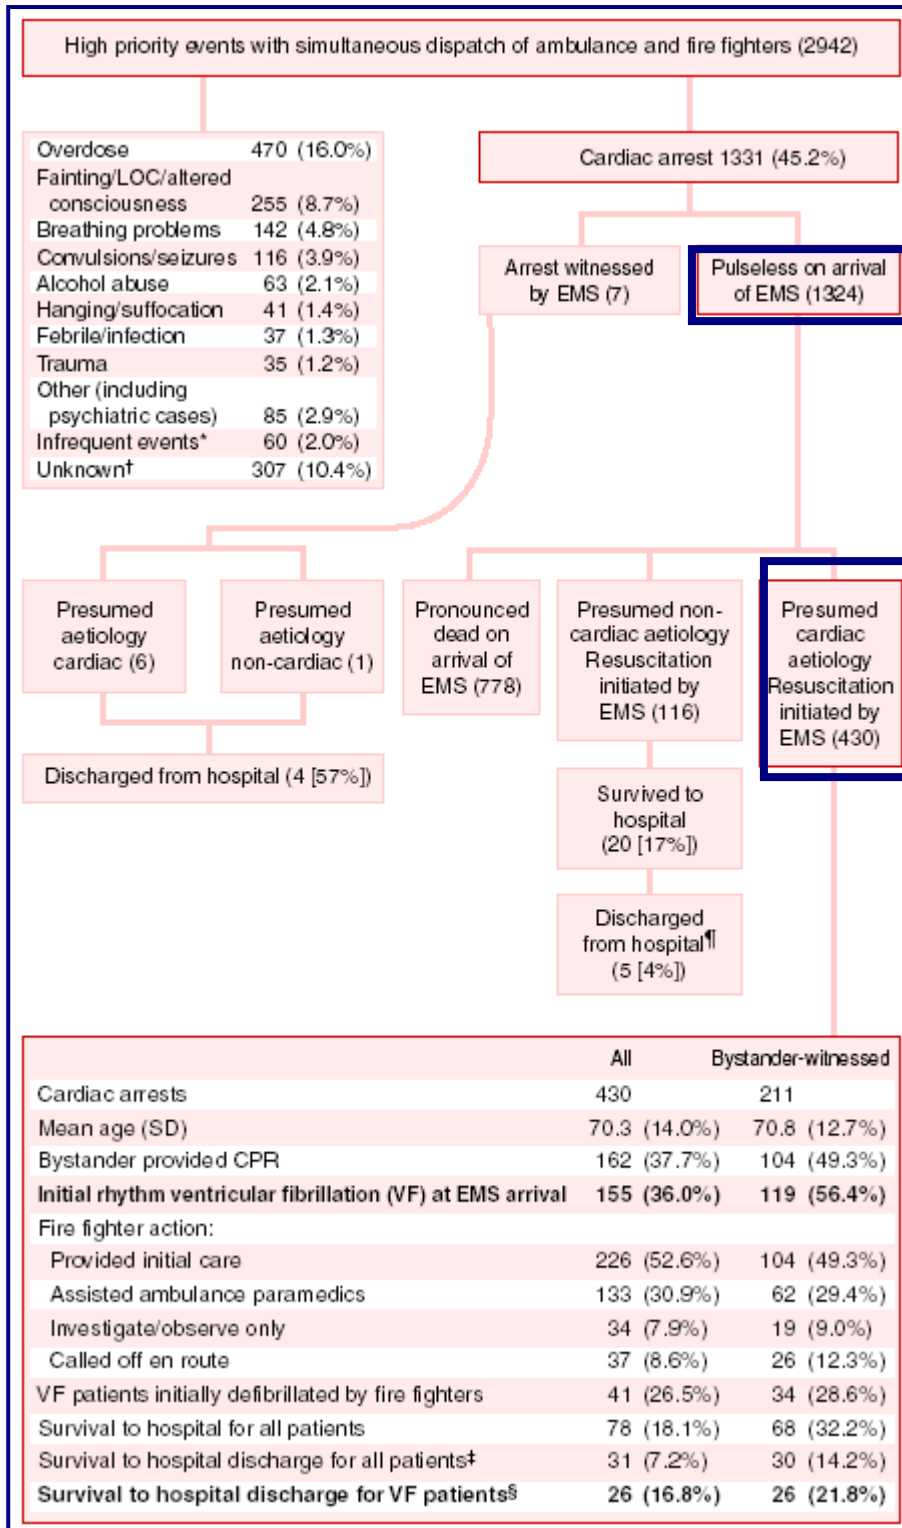 High priority events with simultaneous dispatch of ambulance and fire fighters (2942)
Overdose 470 (16.0%)
Fainting/LOC/altered
consciousness 255 (8.7%)
Breathing problems 142 (4.8%)
Convulsions/seizures 116 (3.9%)
Alcohol abuse 63 (2.1%)
Hanging/suffocation 41 (1.4%)
Febrile/infection 37 (1.3%)
Trauma 35 (1.2%)
Other (including
psychiatric cases) 85 (2.9%)
Infrequent events* 60 (2.0%)
Unknown† 307 (10.4%)
Cardiac arrest 1331 (45.2%)
Arrest witnessed
by EMS (7)
Pulseless on arrival
of EMS (1324)
Presumed
aetiology
cardiac (6)
Presumed
aetiology
non-cardiac (1)
Discharged from hospital (4 [57%])
Pronounced
dead on
arrival of
EMS (778)
Presumed non-
cardiac aetiology
Resuscitation
initiated by
EMS (116)
Survived to
hospital
(20 [17%])
Discharged
from hospital¶
(5 [4%])
Presumed
cardiac
aetiology
Resuscitation
initiated by
EMS (430)
All Bystander-witnessed
Cardiac arrests 430 211
Mean age (SD) 70.3 (14.0%) 70.8 (12.7%)
Bystander provided CPR 162 (37.7%) 104 (49.3%)
Initial rhythm ventricular fibrillation (VF) at EMS arrival 155 (36.0%) 119 (56.4%)
Fire fighter action:
Provided initial care 226 (52.6%) 104 (49.3%)
Assisted ambulance paramedics 133 (30.9%) 62 (29.4%)
Investigate/observe only 34 (7.9%) 19 (9.0%)
Called off en route 37 (8.6%) 26 (12.3%)
VF patients initially defibrillated by fire fighters 41 (26.5%) 34 (28.6%)
Survival to hospital for all patients 78 (18.1%) 68 (32.2%)
Survival to hospital discharge for all patients‡ 31 (7.2%) 30 (14.2%)
Survival to hospital discharge for VF patients§ 26 (16.8%) 26 (21.8%)